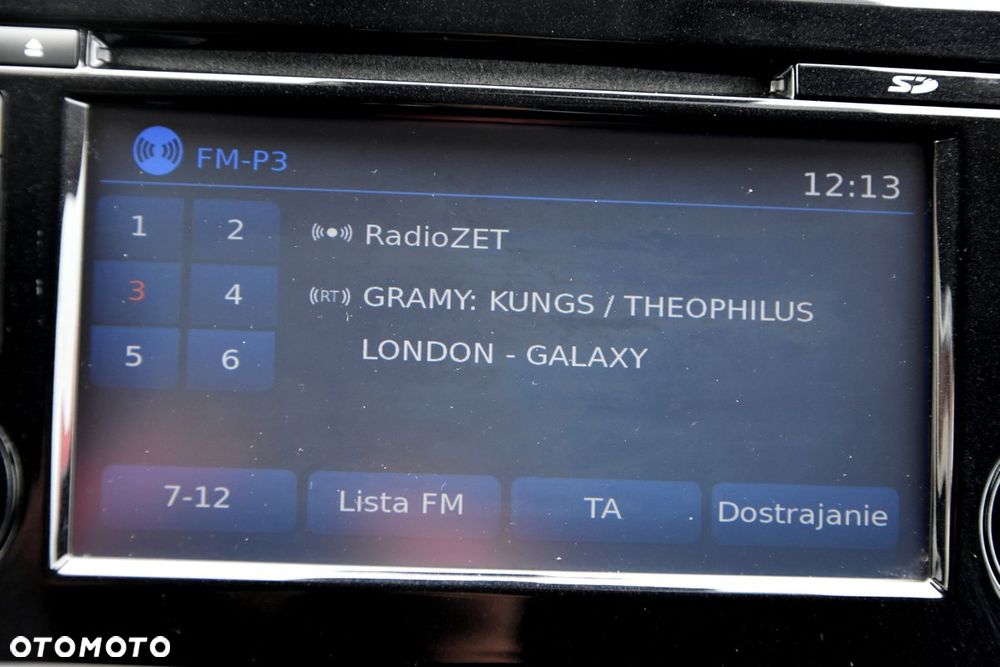 SD
FM-P3
12:13
1 2
RadioZET
3 4
((RT)) GRAMY: KUNGS / THEOPHILUS
LONDON - GALAXY
5 6
7-12 Lista FM TA Dostrajanie
OTOMOTO